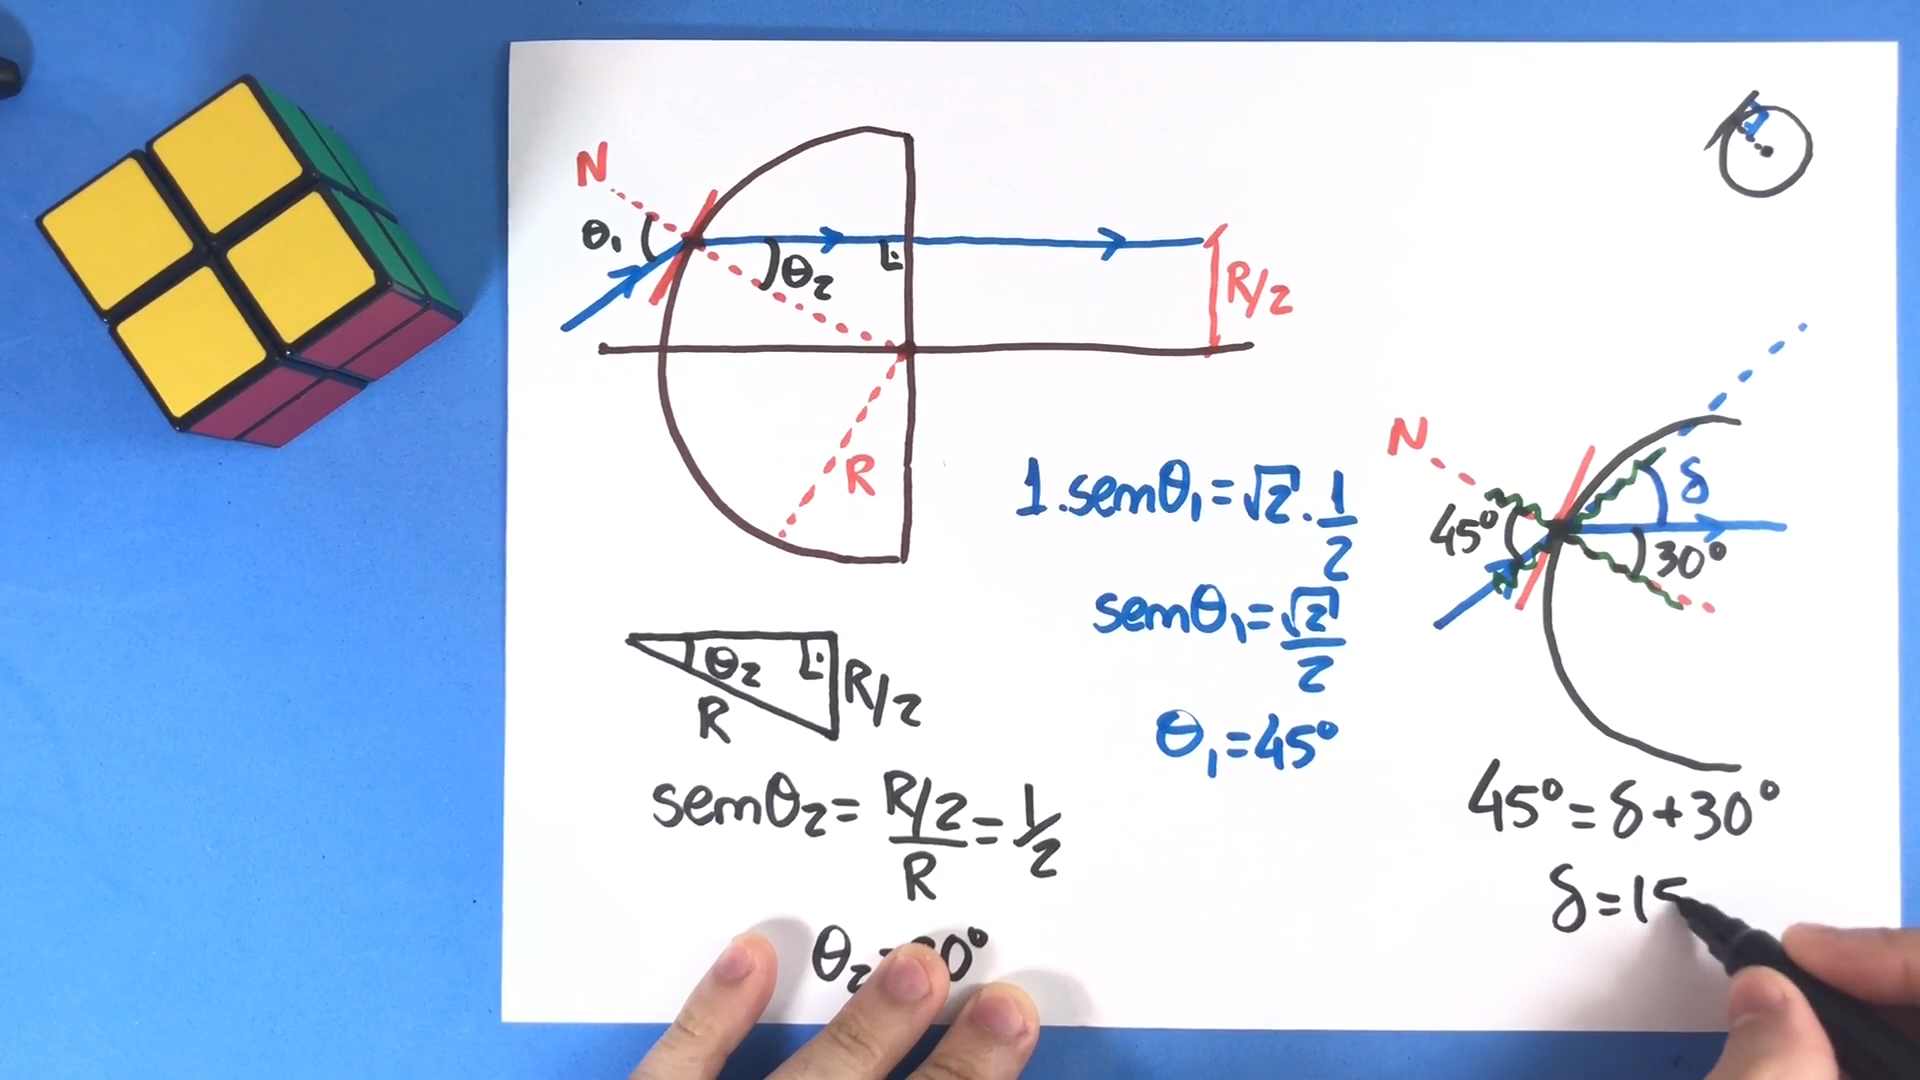 N
θ₁
θ₂
R/2
R
N
45°
δ
30°
1.senθ₁=√2.1/2
senθ₁=√2/2
θ₁=45°
θ₂
R/2
R
senθ₂=R/2/R=1/2
45°=δ+30°
δ=15